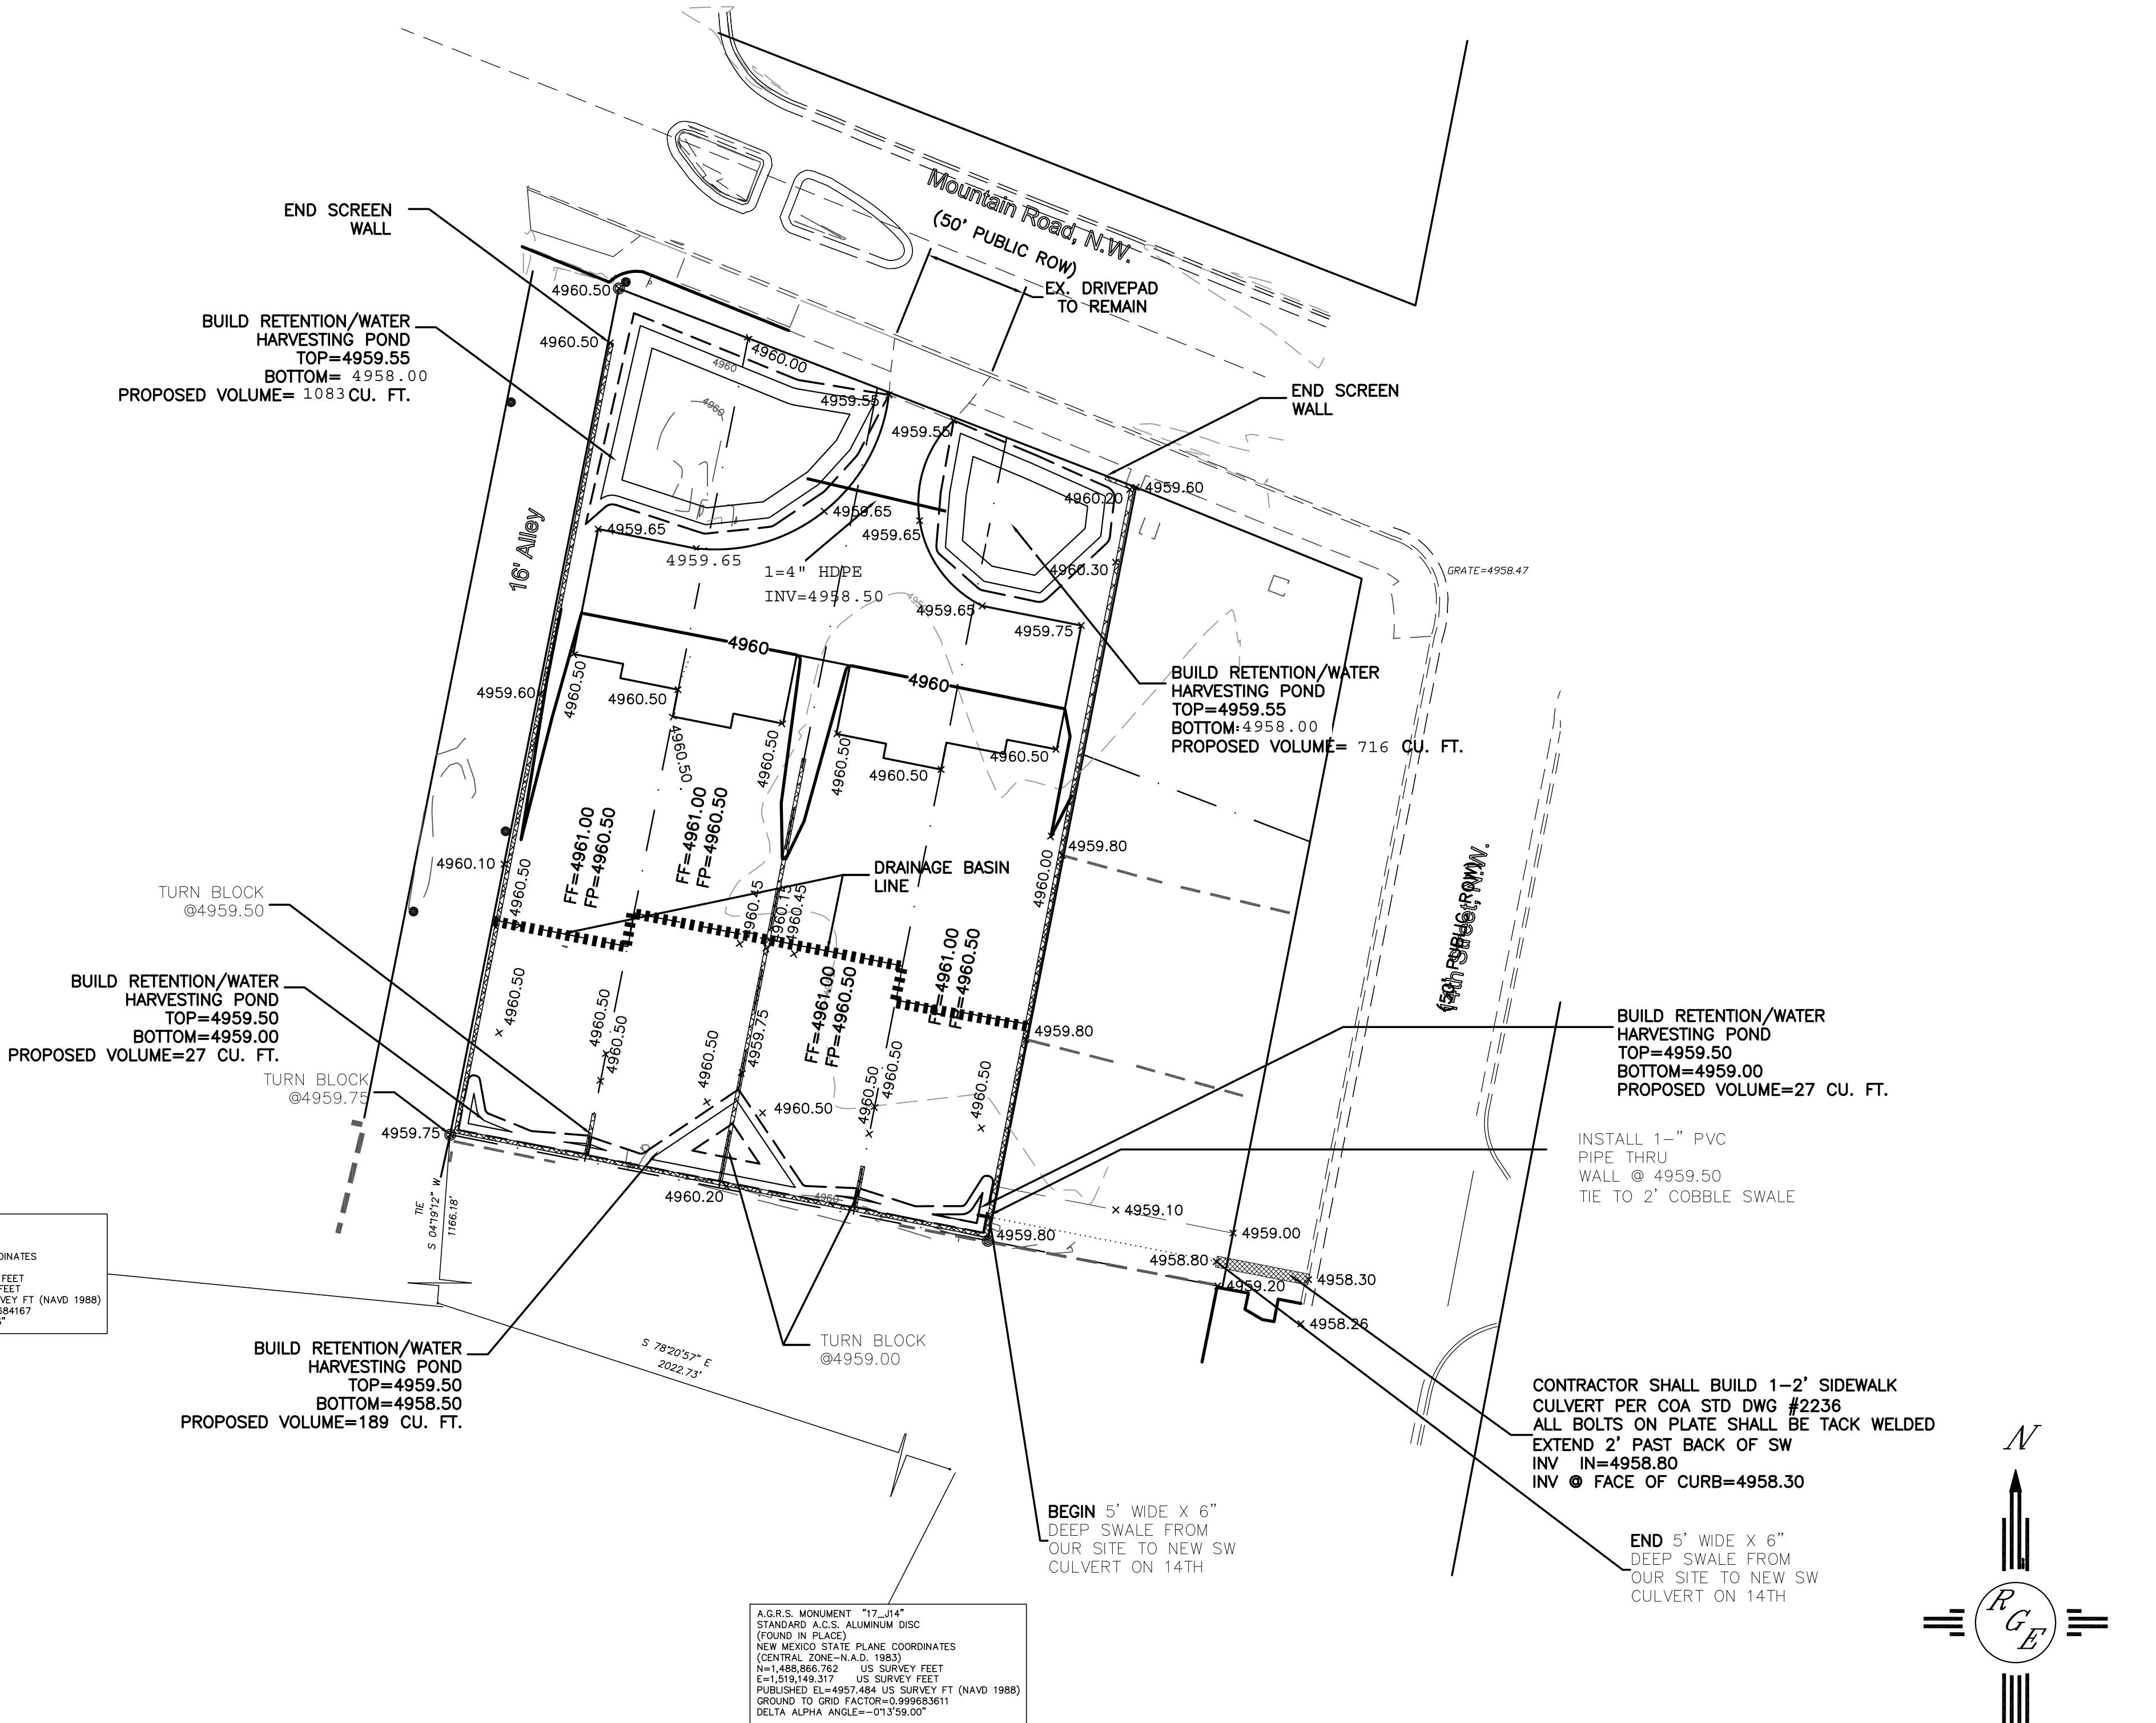 Mountain Road, N.W.
(50' PUBLIC ROW)
EX. DRIVEPAD
TO REMAIN
END SCREEN
WALL
4960.50
BUILD RETENTION/WATER
HARVESTING POND
TOP=4959.55
BOTTOM= 4958.00
PROPOSED VOLUME= 1083 CU. FT.
4960.50
4960.00
4960
4960
4959.55
4959.55
END SCREEN
WALL
4960.20
4959.60
4959.65
4959.65
4959.65
4959.65
16' Alley
1=4" HDPE
INV=4958.50
4960.30
4959.65
4959.75
GRATE=4958.47
4960
4960
4959.60
4960.50
4960.50
4960.50
4960.50
4960.50
4960.50
4960.50
BUILD RETENTION/WATER
HARVESTING POND
TOP=4959.55
BOTTOM=4958.00
PROPOSED VOLUME= 716 CU. FT.
FF=4961.00
FP=4960.50
FF=4961.00
FP=4960.50
DRAINAGE BASIN
LINE
4960.10
4960.50
4960.45
4960.15
4960.45
4960.00
4959.80
14th Street, N.W.
(50' PUBLIC ROW)
TURN BLOCK
@4959.50
FF=4961.00
FP=4960.50
FF=4961.00
FP=4960.50
BUILD RETENTION/WATER
HARVESTING POND
TOP=4959.50
BOTTOM=4959.00
PROPOSED VOLUME=27 CU. FT.
4960.50
4960.50
4960.50
4960.50
4959.75
4960.50
4960.50
4960.50
4960.50
4959.80
BUILD RETENTION/WATER
HARVESTING POND
TOP=4959.50
BOTTOM=4959.00
PROPOSED VOLUME=27 CU. FT.
TURN BLOCK
@4959.75
4959.75
4960.20
4960
4959.80
4959.10
4959.00
4958.80
4959.20
4958.30
4958.26
INSTALL 1-" PVC
PIPE THRU
WALL @ 4959.50
TIE TO 2' COBBLE SWALE
TIE
S 04°19'12" W
1166.18'
DINATES
FEET
FEET
VEY FT (NAVD 1988)
684167
BUILD RETENTION/WATER
HARVESTING POND
TOP=4959.50
BOTTOM=4958.50
PROPOSED VOLUME=189 CU. FT.
S 78°20'57" E
2022.73'
TURN BLOCK
@4959.00
CONTRACTOR SHALL BUILD 1-2' SIDEWALK
CULVERT PER COA STD DWG #2236
ALL BOLTS ON PLATE SHALL BE TACK WELDED
EXTEND 2' PAST BACK OF SW
INV IN=4958.80
INV @ FACE OF CURB=4958.30
BEGIN 5' WIDE X 6"
DEEP SWALE FROM
OUR SITE TO NEW SW
CULVERT ON 14TH
END 5' WIDE X 6"
DEEP SWALE FROM
OUR SITE TO NEW SW
CULVERT ON 14TH
A.G.R.S. MONUMENT "17_J14"
STANDARD A.C.S. ALUMINUM DISC
(FOUND IN PLACE)
NEW MEXICO STATE PLANE COORDINATES
(CENTRAL ZONE-N.A.D. 1983)
N=1,488,866.762 US SURVEY FEET
E=1,519,149.317 US SURVEY FEET
PUBLISHED EL=4957.484 US SURVEY FT (NAVD 1988)
GROUND TO GRID FACTOR=0.999683611
DELTA ALPHA ANGLE=-0°13'59.00"
N
RGE